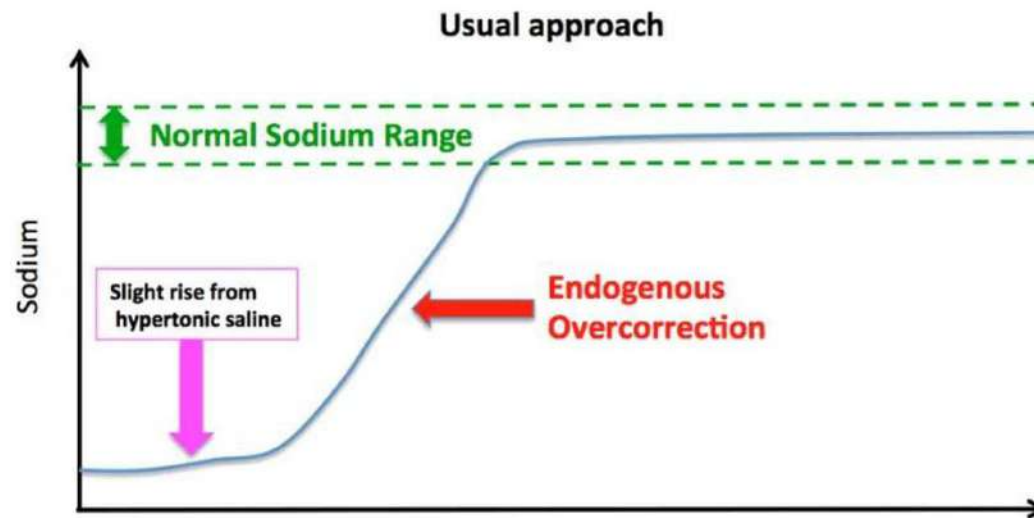 Usual approach
Normal Sodium Range
Sodium
Slight rise from
hypertonic saline
Endogenous
Overcorrection